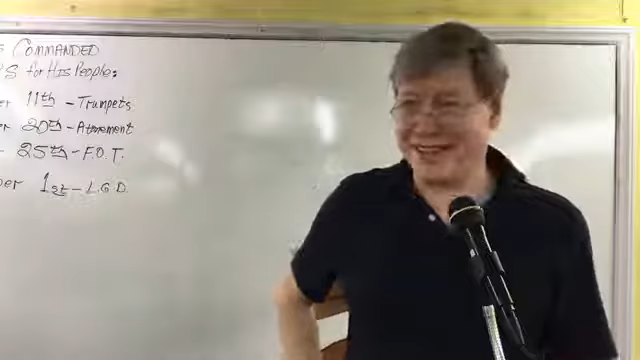 COMMANDED
for His People:
11th - Trumpets
20th - Atonement
25th - F.O.T.
1st - L.G.D.